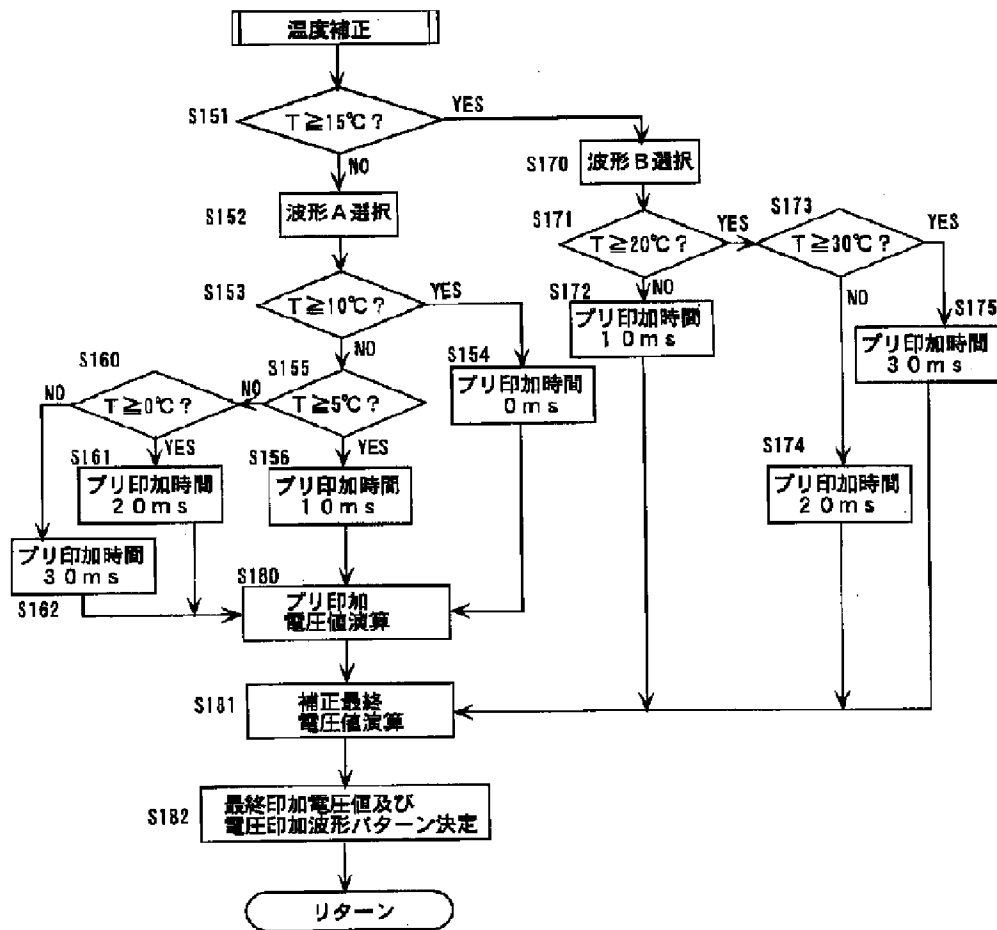 温度補正
S151
T≧15℃?
YES
NO
S170
波形B選択
S152
波形A選択
S171
T≧20℃?
YES
NO
S173
T≧30℃?
YES
NO
S153
T≧10℃?
YES
NO
S172
プリ印加時間
10ms
S175
プリ印加時間
30ms
S154
プリ印加時間
0ms
S160
T≧0℃?
NO
YES
S155
T≧5℃?
NO
YES
S161
プリ印加時間
20ms
S156
プリ印加時間
10ms
S174
プリ印加時間
20ms
プリ印加時間
30ms
S162
S180
プリ印加
電圧値演算
S181
補正最終
電圧値演算
S182
最終印加電圧値及び
電圧印加波形パターン決定
リターン